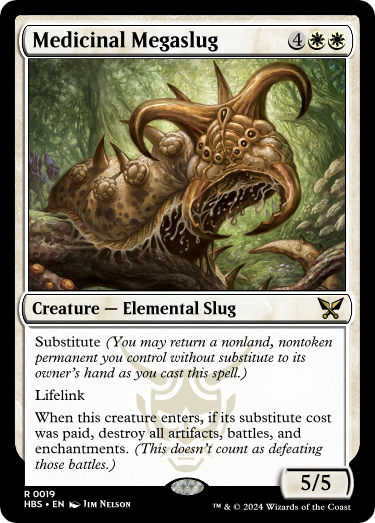 Medicinal Megaslug 4
Creature — Elemental Slug
Substitute (You may return a nonland, nontoken
permanent you control without substitute to its
owner's hand as you cast this spell.)
Lifelink
When this creature enters, if its substitute cost
was paid, destroy all artifacts, battles, and
enchantments. (This doesn't count as defeating
those battles.)
5/5
R 0019
HBS • EN Jim Nelson
™ & © 2024 Wizards of the Coast